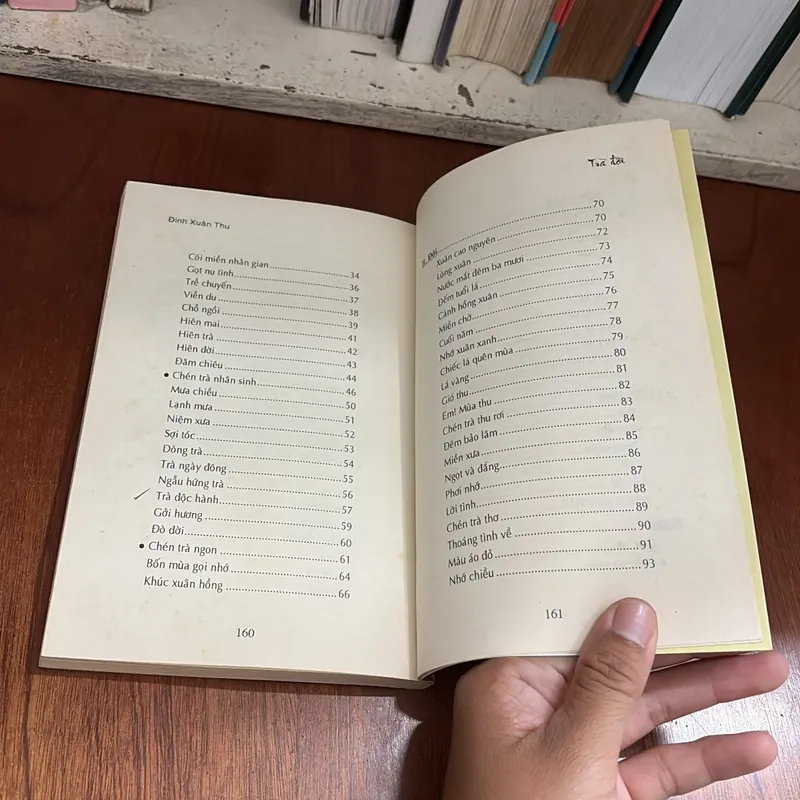 Đinh Xuân Thu
Cõi miền nhân gian 34
Gọt nụ tình 36
Trễ chuyến 37
Viễn du 38
Chỗ ngồi 39
Hiên mai 41
Hiên trà 42
Hiên đời 43
Đăm chiêu 44
• Chén trà nhân sinh 46
Mưa chiều 50
Lạnh mưa 51
Niệm xưa 52
Sợi tóc 53
Dòng trà 54
Trà ngày đông 55
Ngẫu hứng trà 56
✓ Trà độc hành 57
Gởi hương 59
Đò đời 60
• Chén trà ngon 61
Bốn mùa gọi nhớ 64
Khúc xuân hồng 66
160
Trà đời
II. Đời 70
Xuân cao nguyên 70
Lòng xuân 72
Nước mắt đêm ba mươi 73
Đếm tuổi lá 74
Cánh hồng xuân 75
Miền chờ 76
Cuối năm 77
Nhớ xuân xanh 78
Chiếc lá quên mùa 79
Lá vàng 80
Gió thu 81
Em! Mùa thu 82
Chén trà thu rơi 83
Đêm bảo lãm 84
Miền xưa 85
Ngọt và đắng 86
Phơi nhớ 87
Lời tình 88
Chén trà thơ 89
Thoáng tình về 90
Màu áo đỏ 91
Nhớ chiều 93
161